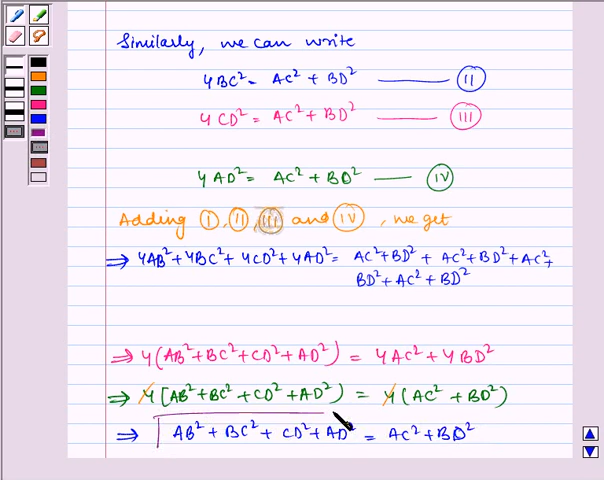 Similarly, we can write
4BC² = AC² + BD² —— II
4CD² = AC² + BD² —— III
4AD² = AC² + BD² —— IV
Adding I, II, III and IV, we get
⇒ 4AB² + 4BC² + 4CD² + 4AD² = AC² + BD² + AC² + BD² + AC² +
BD² + AC² + BD²
⇒ 4(AB² + BC² + CD² + AD²) = 4AC² + 4BD²
⇒ 4(AB² + BC² + CD² + AD²) = 4(AC² + BD²)
⇒ AB² + BC² + CD² + AD² = AC² + BD²